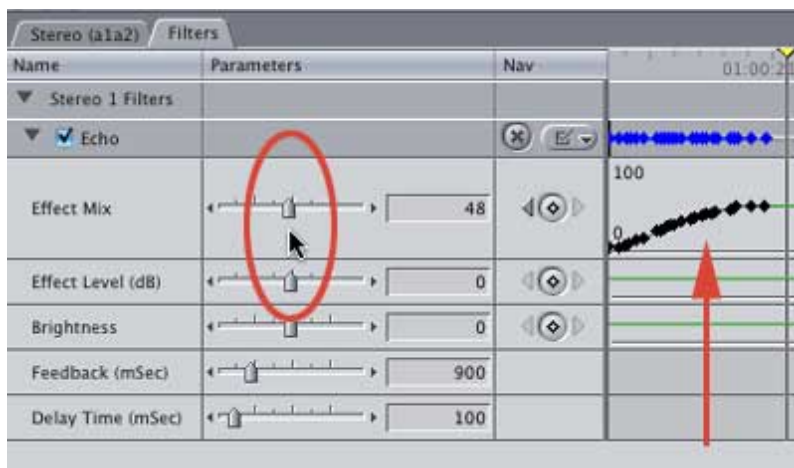 Stereo (a1a2) Filters
Name Parameters Nav 01:00:2
Stereo 1 Filters
Echo
100
Effect Mix 48
0
Effect Level (dB) 0
Brightness 0
Feedback (mSec) 900
Delay Time (mSec) 100